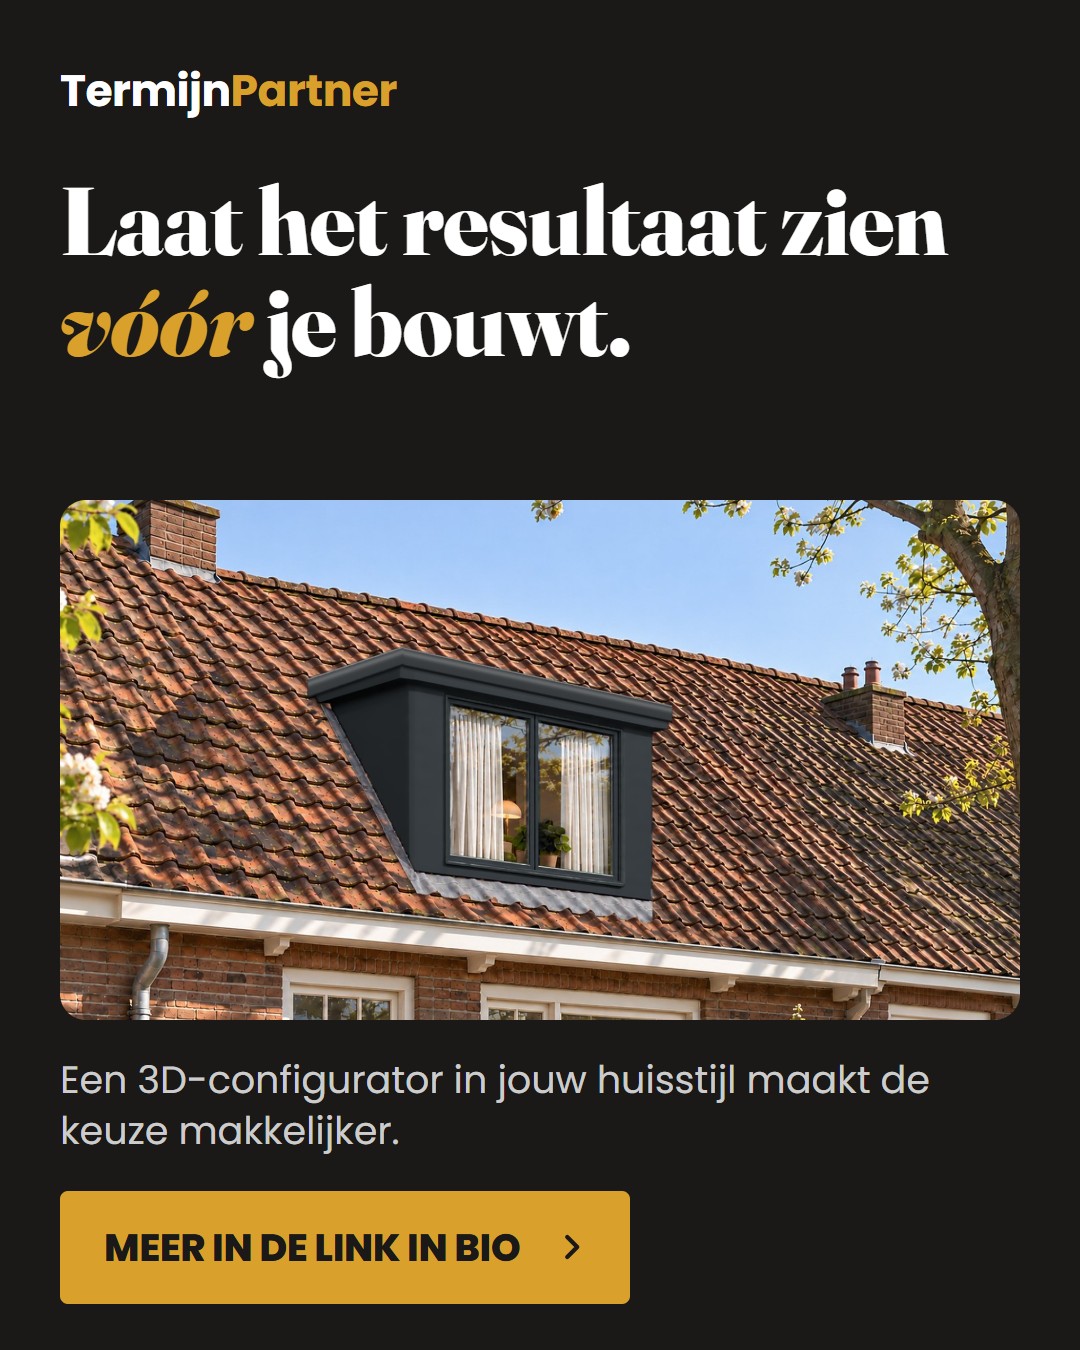 TermijnPartner
Laat het resultaat zien
vóór je bouwt.
Een 3D-configurator in jouw huisstijl maakt de
keuze makkelijker.
MEER IN DE LINK IN BIO